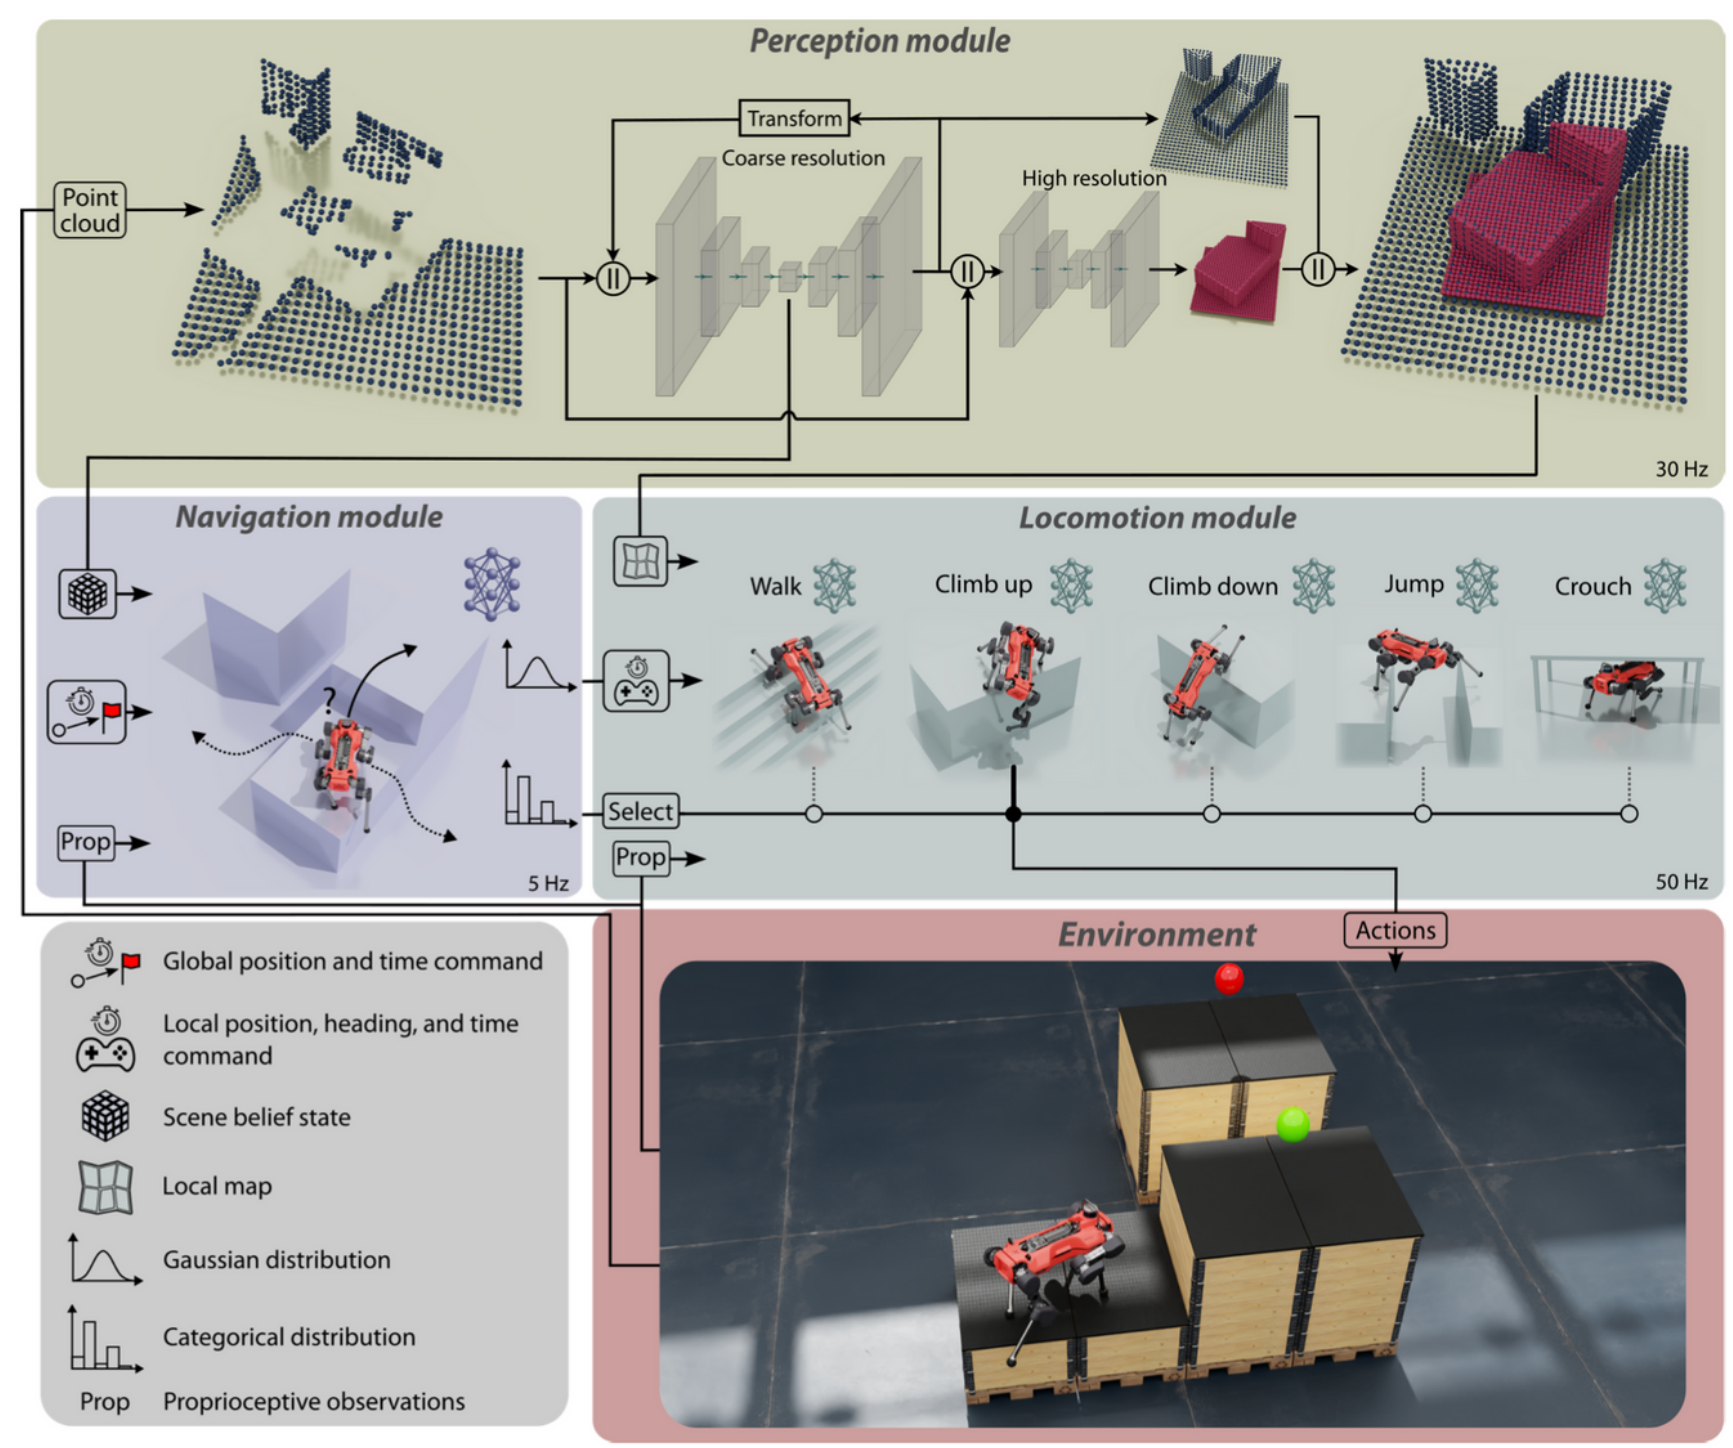 Perception module
Transform
Coarse resolution
High resolution
Point
cloud
30 Hz
Navigation module
?
Prop
5 Hz
Locomotion module
Walk
Climb up
Climb down
Jump
Crouch
Select
Prop
50 Hz
Environment
Actions
Global position and time command
Local position, heading, and time
command
Scene belief state
Local map
Gaussian distribution
Categorical distribution
Prop
Proprioceptive observations